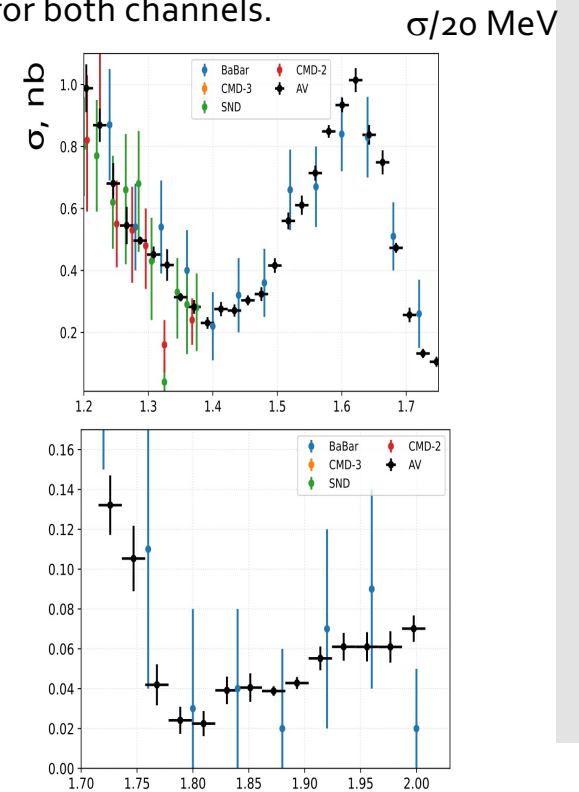 for both channels.
σ/20 MeV
σ, nb
BaBar CMD-2
CMD-3 AV
SND
1.0
0.8
0.6
0.4
0.2
1.2 1.3 1.4 1.5 1.6 1.7
BaBar CMD-2
CMD-3 AV
SND
0.16
0.14
0.12
0.10
0.08
0.06
0.04
0.02
0.00
1.70 1.75 1.80 1.85 1.90 1.95 2.00